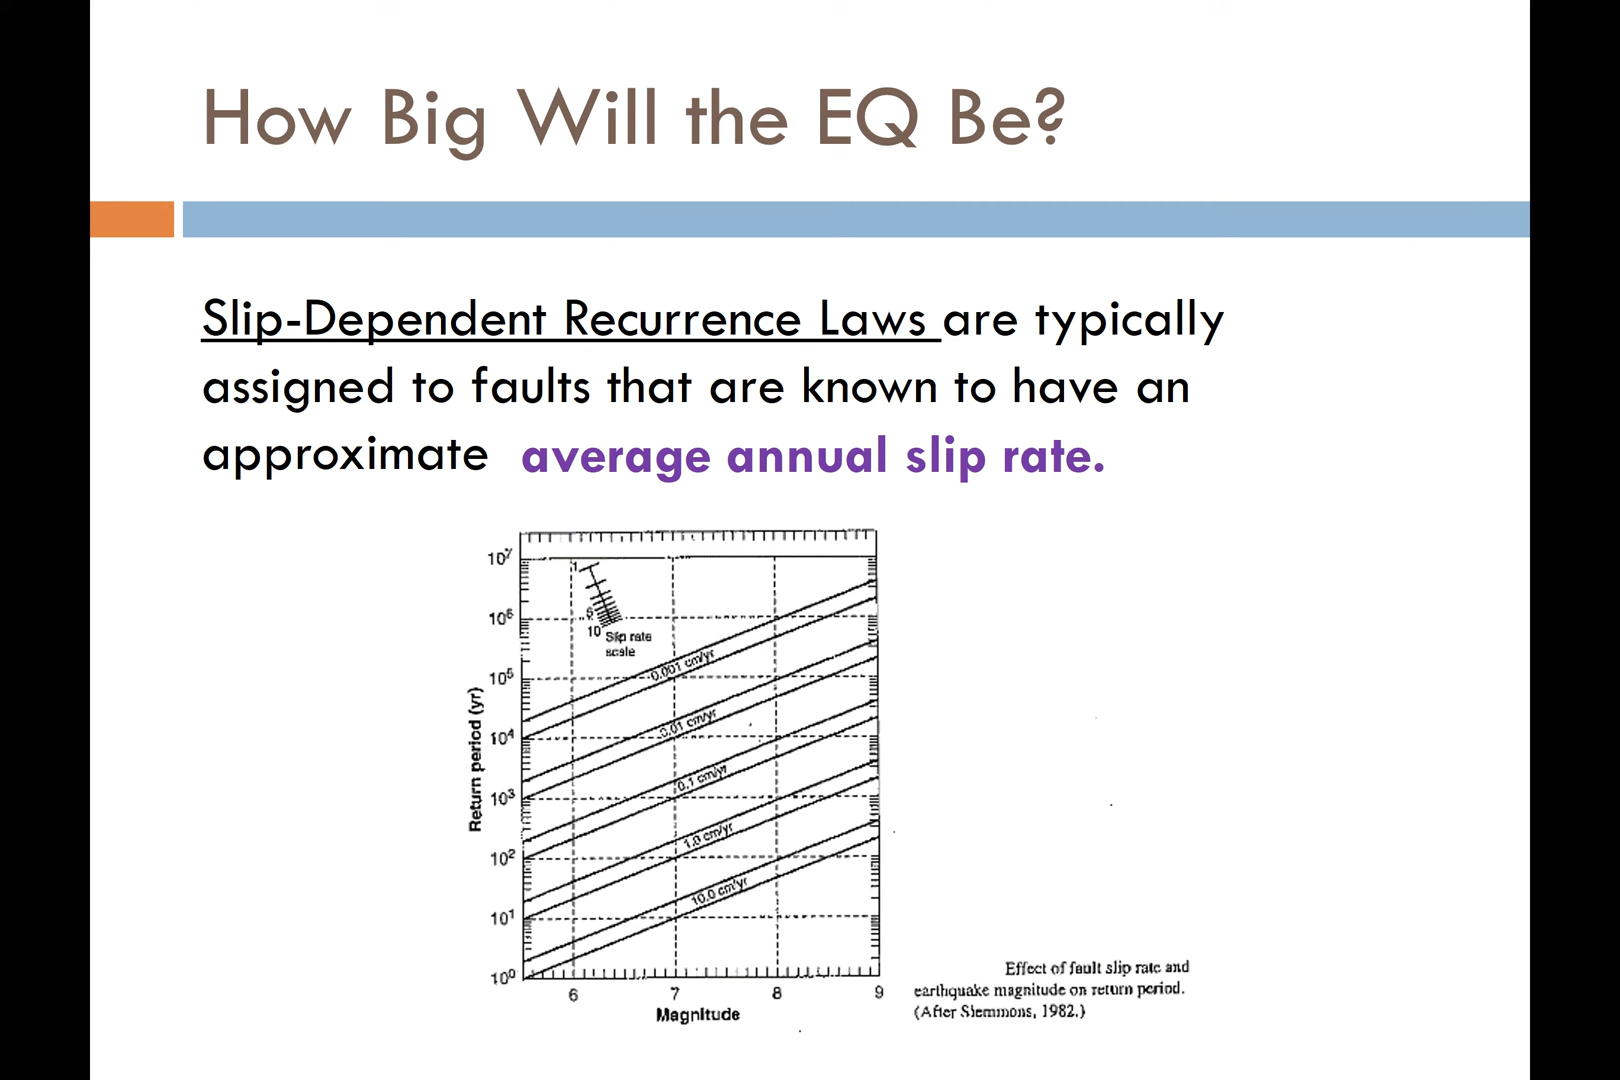 How Big Will the EQ Be?
Slip-Dependent Recurrence Laws are typically
assigned to faults that are known to have an
approximate average annual slip rate.
10⁷
10⁶
10⁵
10⁴
10³
10²
10¹
10⁰
Return period (yr)
1
5
10
Slip rate
scale
0.001 cm/yr
0.01 cm/yr
0.1 cm/yr
1.0 cm/yr
10.0 cm/yr
6 7 8 9
Magnitude
Effect of fault slip rate and
earthquake magnitude on return period.
(After Slemmons, 1982.)